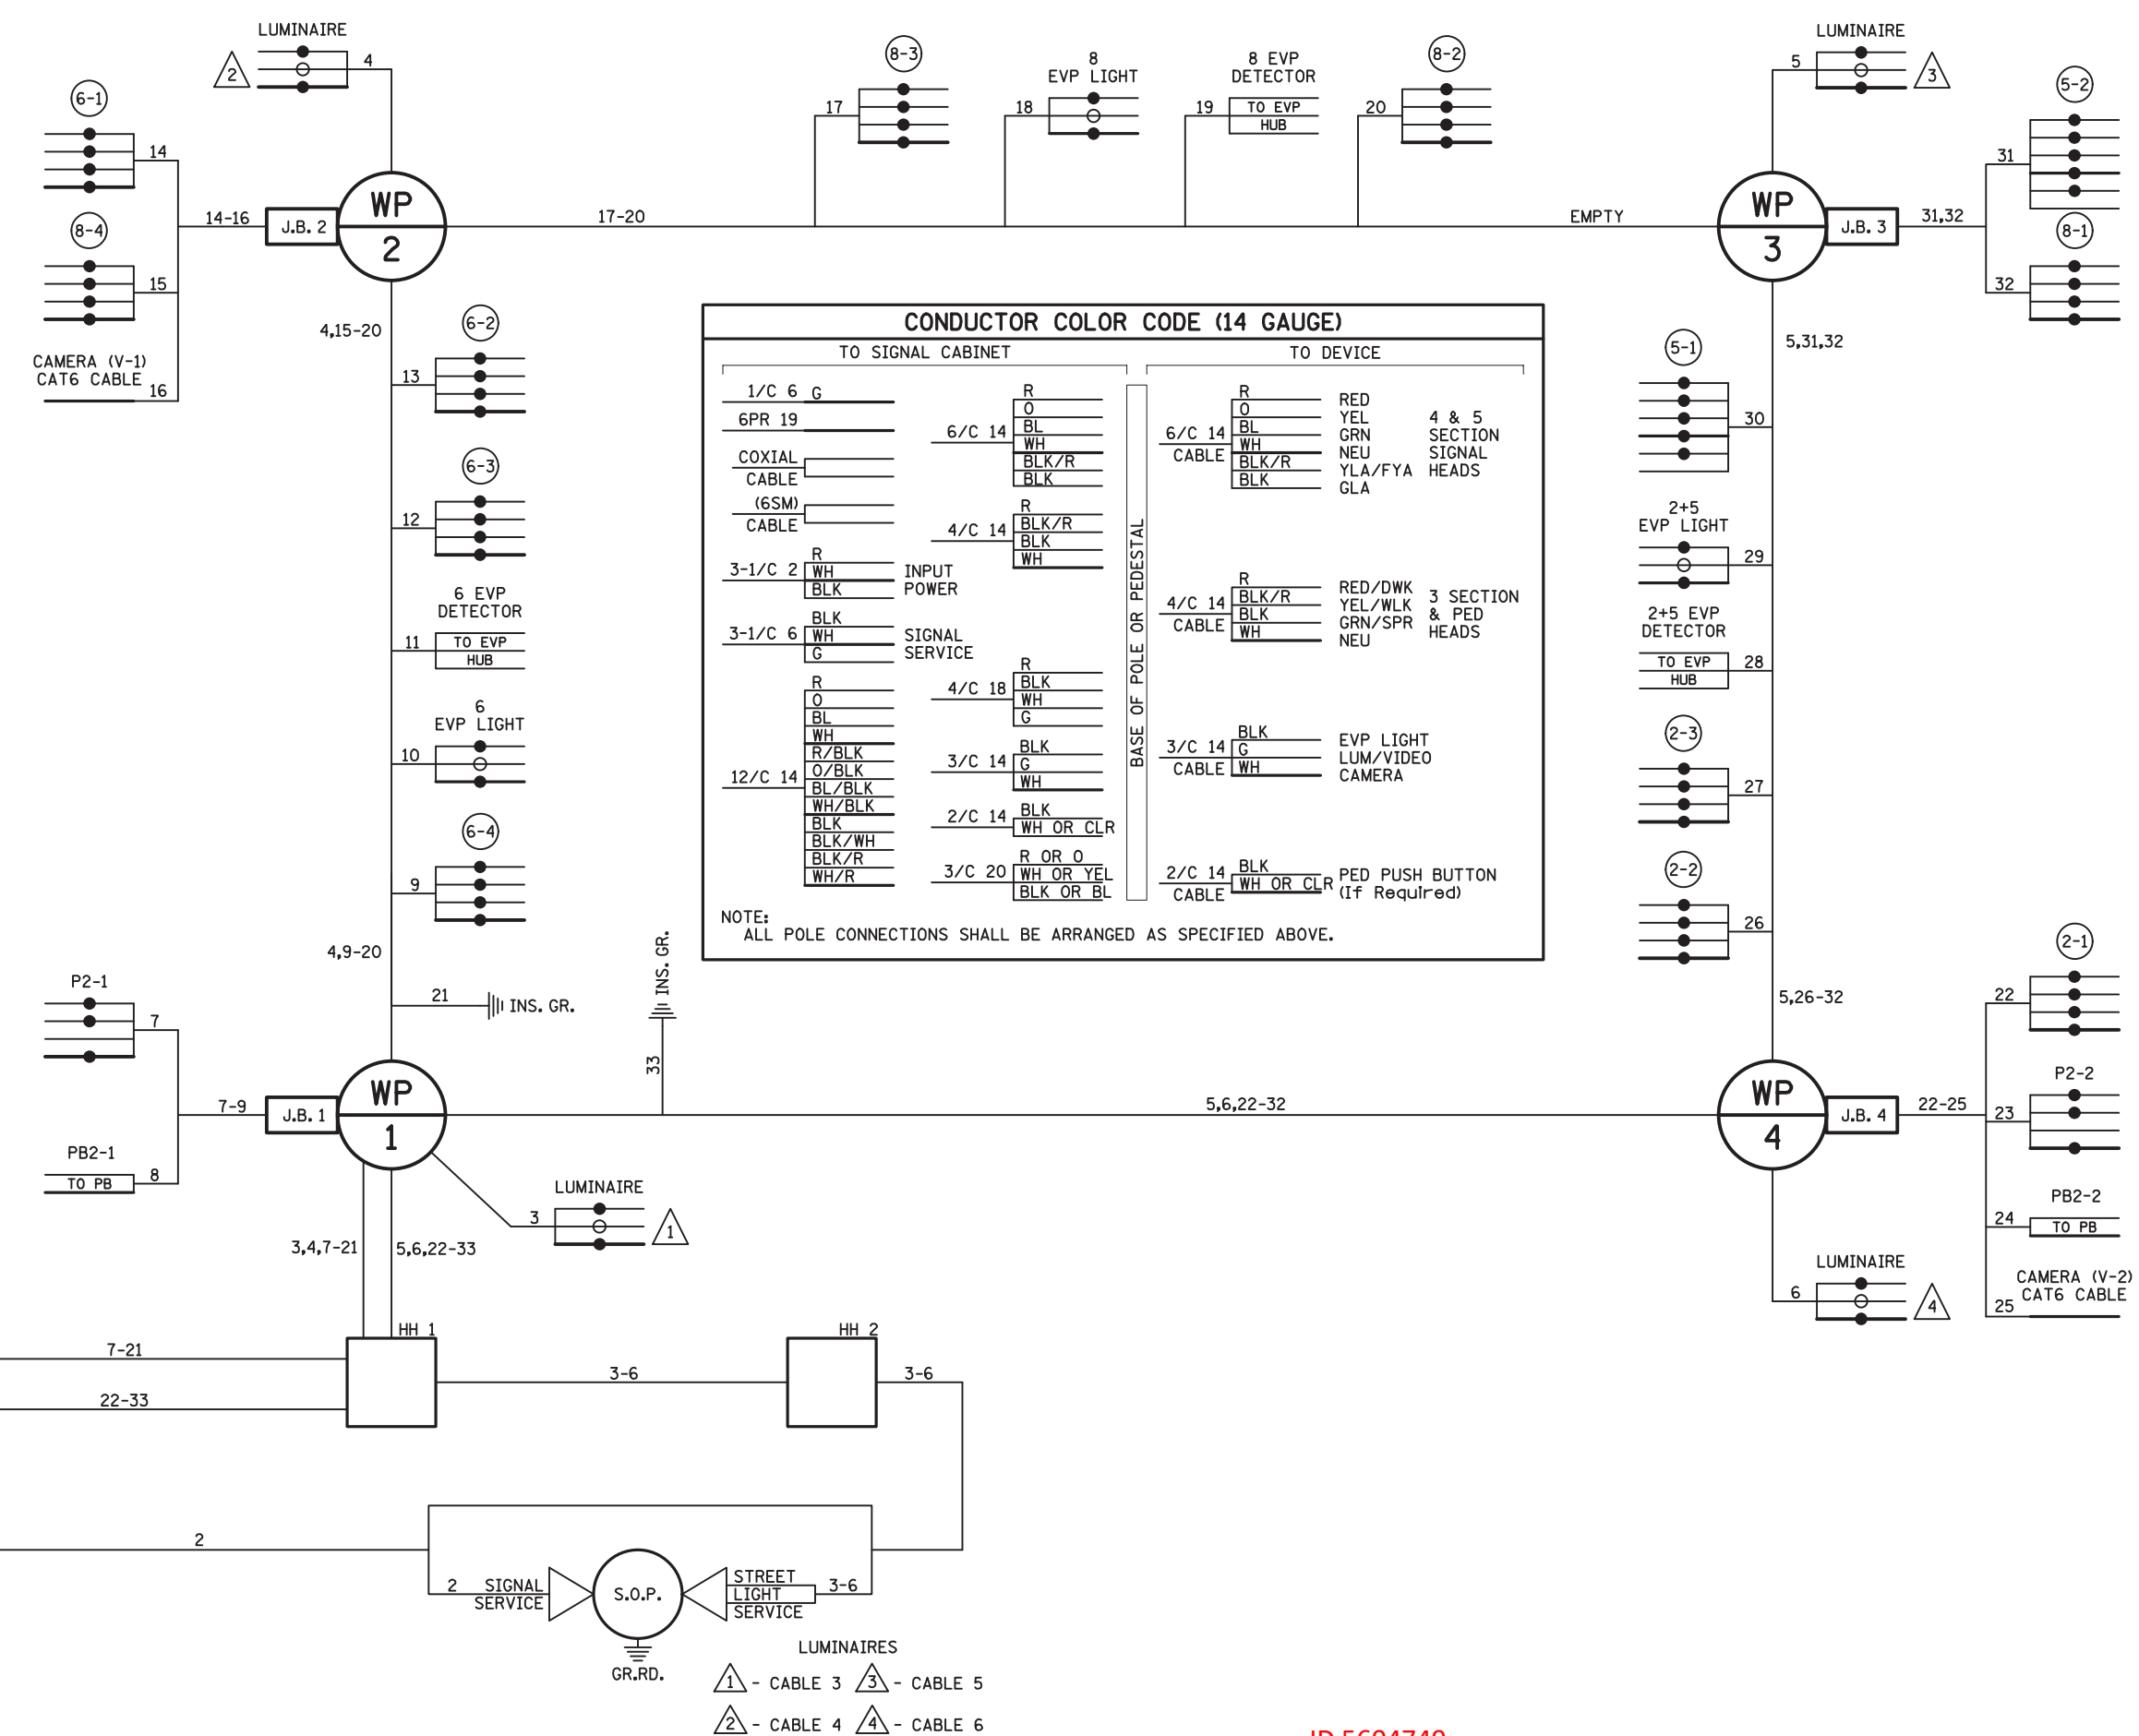 LUMINAIRE
2
4
6-1
14
8-4
15
14-16
J.B. 2
WP
2
CAMERA (V-1)
CAT6 CABLE
16
8-3
17
8
EVP LIGHT
18
8 EVP
DETECTOR
19
TO EVP
HUB
8-2
20
17-20
EMPTY
LUMINAIRE
5
3
WP
3
J.B. 3
31,32
5-2
31
8-1
32
4,15-20
6-2
13
6-3
12
6 EVP
DETECTOR
11
TO EVP
HUB
6
EVP LIGHT
10
6-4
9
4,9-20
21
INS. GR.
CONDUCTOR COLOR CODE (14 GAUGE)
TO SIGNAL CABINET
1/C 6
G
6PR 19
COXIAL
CABLE
(6SM)
CABLE
3-1/C 2
R
WH
BLK
INPUT
POWER
3-1/C 6
BLK
WH
G
SIGNAL
SERVICE
12/C 14
R
O
BL
WH
R/BLK
O/BLK
BL/BLK
WH/BLK
BLK
BLK/WH
BLK/R
WH/R
6/C 14
R
O
BL
WH
BLK/R
BLK
4/C 14
R
BLK/R
BLK
WH
4/C 18
R
BLK
WH
G
3/C 14
BLK
G
WH
2/C 14
BLK
WH OR CLR
3/C 20
R OR O
WH OR YEL
BLK OR BL
BASE OF POLE OR PEDESTAL
TO DEVICE
6/C 14
CABLE
R
O
BL
WH
BLK/R
BLK
RED
YEL
GRN
NEU
YLA/FYA
GLA
4 & 5
SECTION
SIGNAL
HEADS
4/C 14
CABLE
R
BLK/R
BLK
WH
RED/DWK
YEL/WLK
GRN/SPR
NEU
3 SECTION
& PED
HEADS
3/C 14
CABLE
BLK
G
WH
EVP LIGHT
LUM/VIDEO
CAMERA
2/C 14
CABLE
BLK
WH OR CLR
PED PUSH BUTTON
(If Required)
NOTE:
ALL POLE CONNECTIONS SHALL BE ARRANGED AS SPECIFIED ABOVE.
5,31,32
5-1
30
2+5
EVP LIGHT
29
2+5 EVP
DETECTOR
TO EVP
HUB
28
2-3
27
2-2
26
5,26-32
P2-1
7
7-9
J.B. 1
WP
1
PB2-1
TO PB
8
INS. GR.
33
5,6,22-32
WP
4
J.B. 4
22-25
2-1
22
P2-2
23
PB2-2
24
TO PB
CAMERA (V-2)
CAT6 CABLE
25
LUMINAIRE
3
1
LUMINAIRE
6
4
3,4,7-21
5,6,22-33
HH 1
7-21
22-33
3-6
HH 2
3-6
2
2
SIGNAL
SERVICE
S.O.P.
STREET
LIGHT
SERVICE
3-6
GR.RD.
LUMINAIRES
1 - CABLE 3
3 - CABLE 5
2 - CABLE 4
4 - CABLE 6